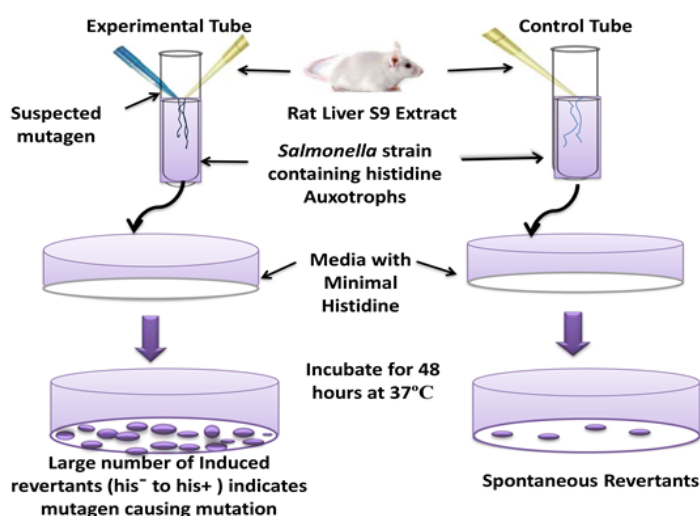 Experimental Tube
Control Tube
Suspected
mutagen
Rat Liver S9 Extract
Salmonella strain
containing histidine
Auxotrophs
Media with
Minimal
Histidine
Incubate for 48
hours at 37°C
Large number of Induced
revertants (his⁻ to his+ ) indicates
mutagen causing mutation
Spontaneous Revertants